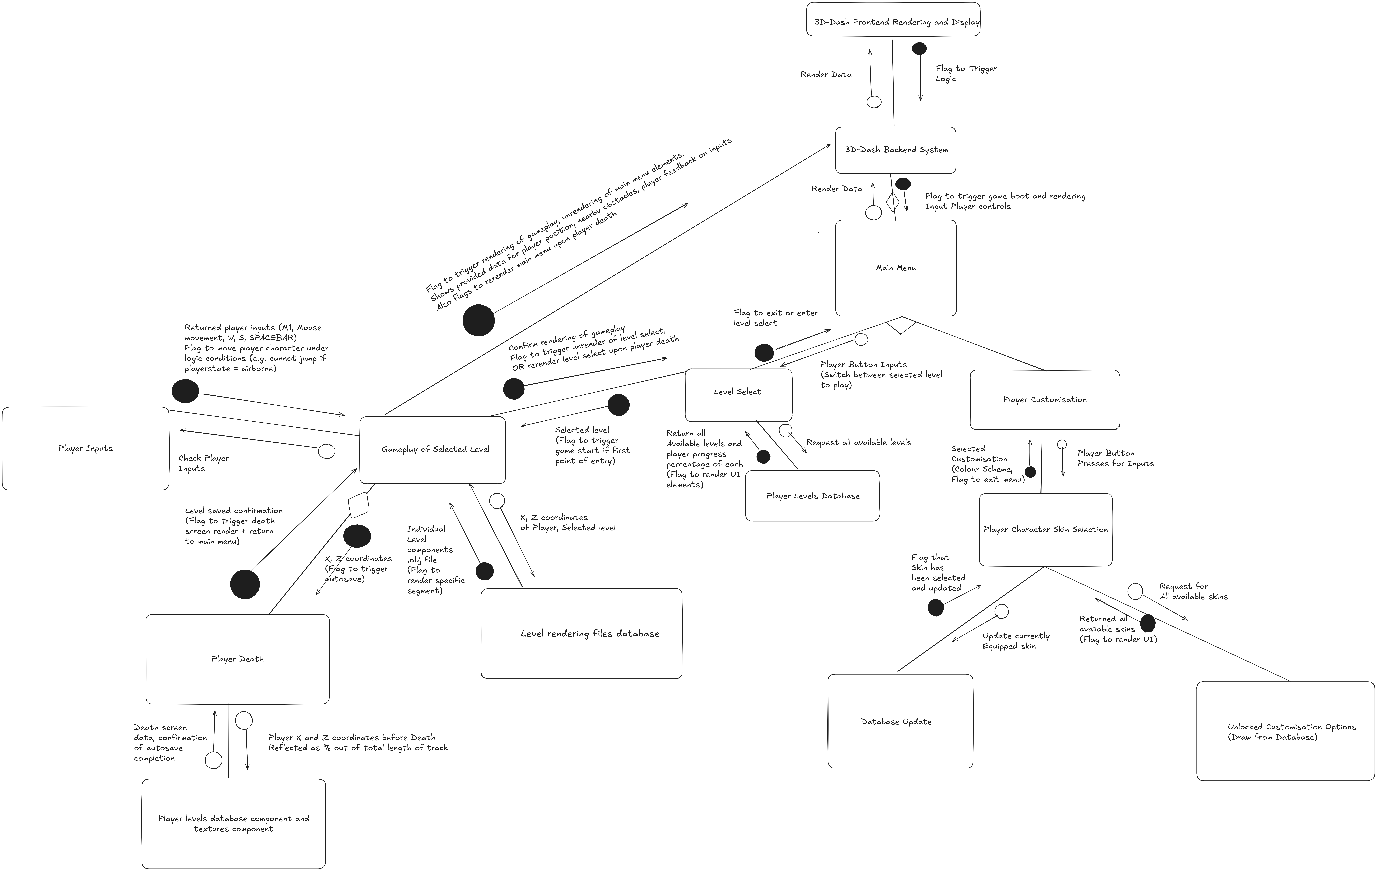 3D-Dash Frontend Rendering and Display
Render Data
Flag to Trigger
Logic
3D-Dash Backend System
Render Data
Flag to trigger game boot and rendering
Input Player controls
Main Menu
Flag to trigger rendering of gameplay, unrendering of main menu elements.
Shows provided data for player position, nearby obstacles, player feedback on inputs
Also flags to rerender main menu upon player death
Flag to exit or enter
level select
Returned player inputs (M1, Mouse
movement, W, S, SPACEBAR)
Flag to move player character under
logic conditions (e.g. cannot jump if
playerstate = airborne)
Confirm rendering of gameplay
Flag to trigger unrender of level select,
OR rerender level select upon player death
Player Button Inputs
(Switch between selected level
to play)
Level Select
Player Customisation
Player Inputs
Check Player
Inputs
Gameplay of Selected Level
Selected level
(Flag to trigger
game start if first
point of entry)
Return all
Available levels and
player progress
percentage of each
(Flag to render UI
elements)
Request all available levels
Selected
Customisation
(Colour Scheme,
Flag to exit menu)
Player Button
Presses for Inputs
Player Levels Database
Player Character Skin Selection
Level saved confirmation
(Flag to trigger death
screen render + return
to main menu)
X, Z coordinates
(Flag to trigger
autosave)
Individual
Level
components
.obj file
(Flag to
render specific
segment)
X, Z coordinates
of Player, Selected level
Flag that
Skin has
been selected
and updated
Request for
all available skins
Returned all
available skins
(Flag to render UI)
Update currently
Equipped skin
Level rendering files database
Player Death
Database Update
Unlocked Customisation Options
(Draw from Database)
Death screen
data, confirmation
of autosave
completion
Player X and Z coordinates before Death
Reflected as % out of total length of track
Player levels database component and
textures component